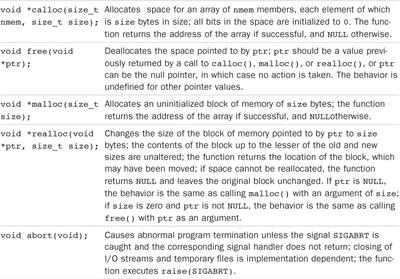 void *calloc(size_t Allocates space for an array of nmem members, each element of which
nmem, size_t size); is size bytes in size; all bits in the space are initialized to 0. The func-
tion returns the address of the array if successful, and NULL otherwise.
void free(void Deallocates the space pointed to by ptr; ptr should be a value previ-
*ptr); ously returned by a call to calloc(), malloc(), or realloc(), or ptr
can be the null pointer, in which case no action is taken. The behavior is
undefined for other pointer values.
void *malloc(size_t Allocates an uninitialized block of memory of size bytes; the function
size); returns the address of the array if successful, and NULLotherwise.
void *realloc(void Changes the size of the block of memory pointed to by ptr to size
*ptr, size_t size); bytes; the contents of the block up to the lesser of the old and new
sizes are unaltered; the function returns the location of the block, which
may have been moved; if space cannot be reallocated, the function
returns NULL and leaves the original block unchanged. If ptr is NULL,
the behavior is the same as calling malloc() with an argument of size;
if size is zero and ptr is not NULL, the behavior is the same as calling
free() with ptr as an argument.
void abort(void); Causes abnormal program termination unless the signal SIGABRT is
caught and the corresponding signal handler does not return; closing of
I/O streams and temporary files is implementation dependent; the func-
tion executes raise(SIGABRT).